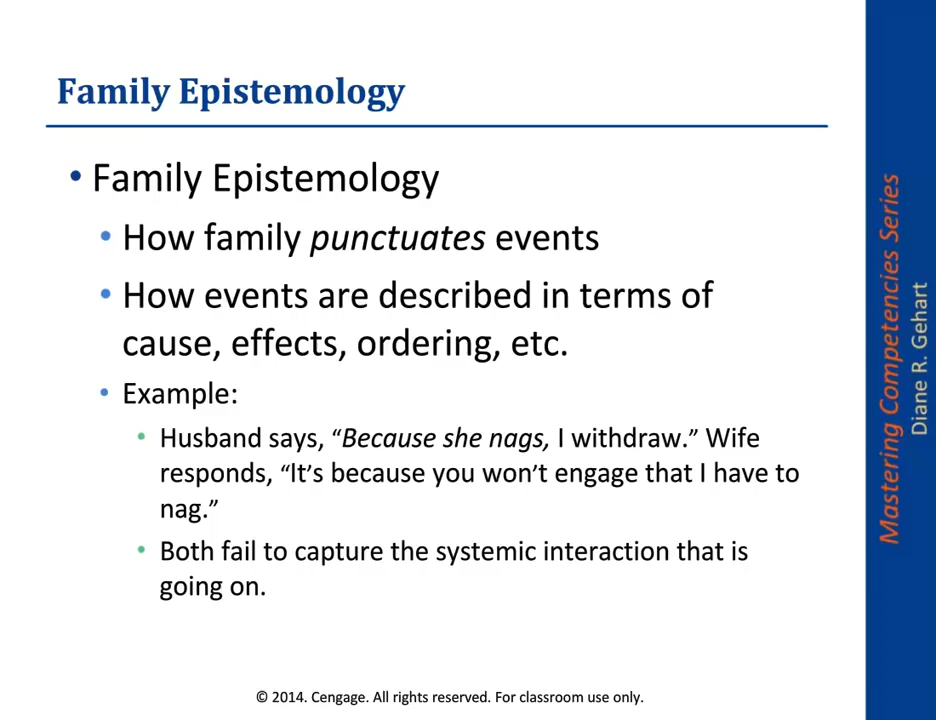 Family Epistemology
• Family Epistemology
• How family punctuates events
• How events are described in terms of
cause, effects, ordering, etc.
• Example:
• Husband says, “Because she nags, I withdraw.” Wife
responds, “It’s because you won’t engage that I have to
nag.”
• Both fail to capture the systemic interaction that is
going on.
© 2014. Cengage. All rights reserved. For classroom use only.
Mastering Competencies Series
Diane R. Gehart